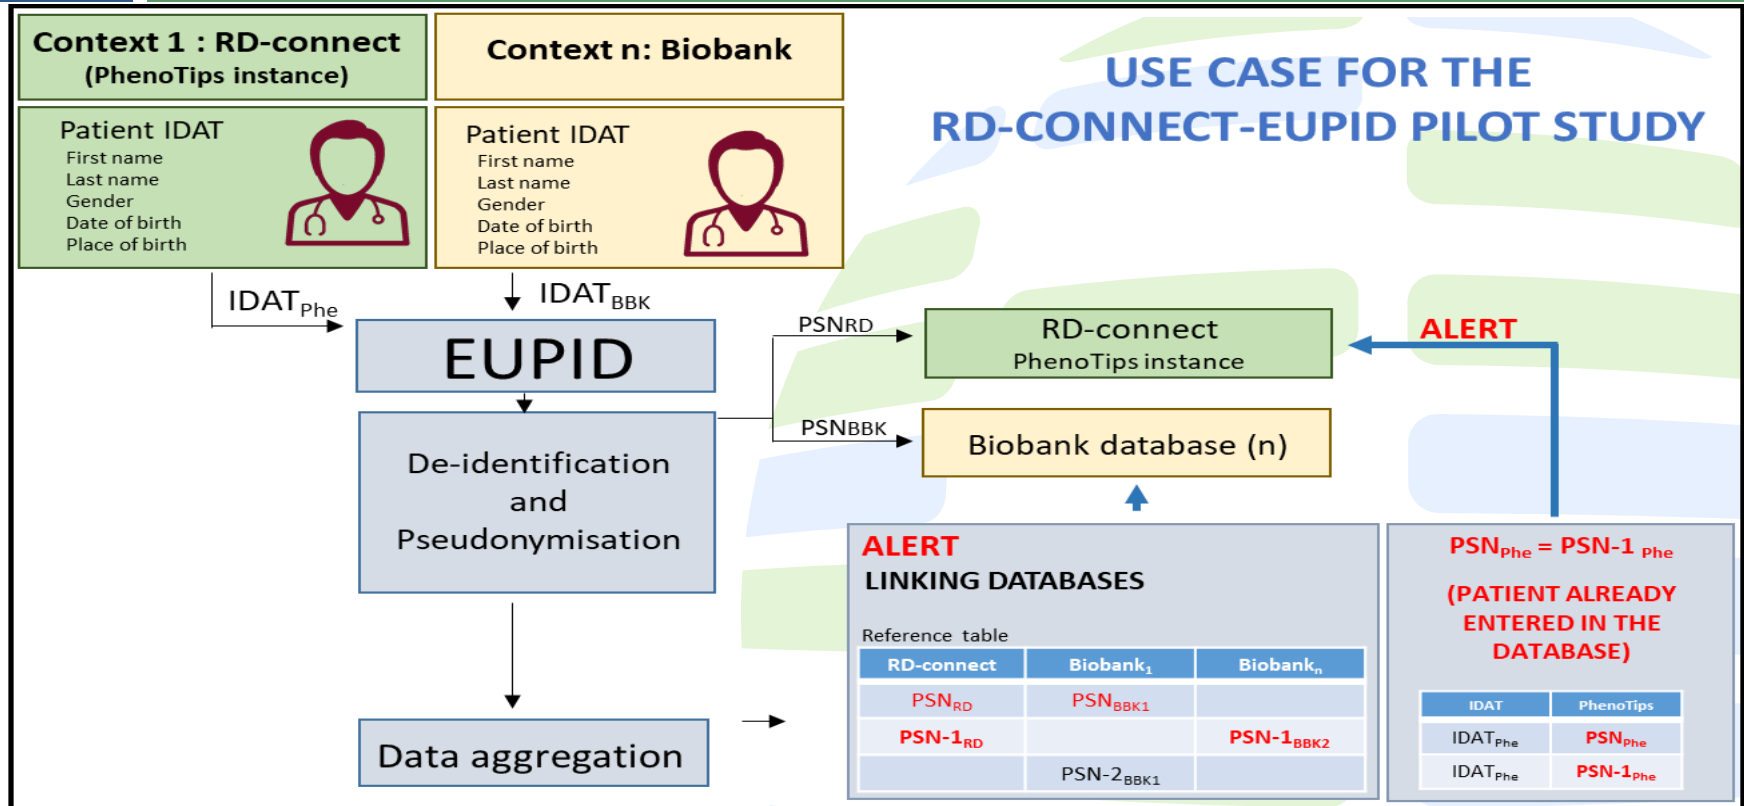 Context 1 : RD-connect
(PhenoTips instance)
Context n: Biobank
USE CASE FOR THE
RD-CONNECT-EUPID PILOT STUDY
Patient IDAT
First name
Last name
Gender
Date of birth
Place of birth
Patient IDAT
First name
Last name
Gender
Date of birth
Place of birth
IDATPhe
IDATBBK
EUPID
PSNRD
RD-connect
PhenoTips instance
ALERT
PSNBBK
Biobank database (n)
De-identification
and
Pseudonymisation
Data aggregation
ALERT
LINKING DATABASES
Reference table
RD-connect Biobank1 Biobankn
PSNRD PSNBBK1
PSN-1RD PSN-1BBK2
PSN-2BBK1
PSNPhe = PSN-1 Phe
(PATIENT ALREADY
ENTERED IN THE
DATABASE)
IDAT PhenoTips
IDATPhe PSNPhe
IDATPhe PSN-1Phe